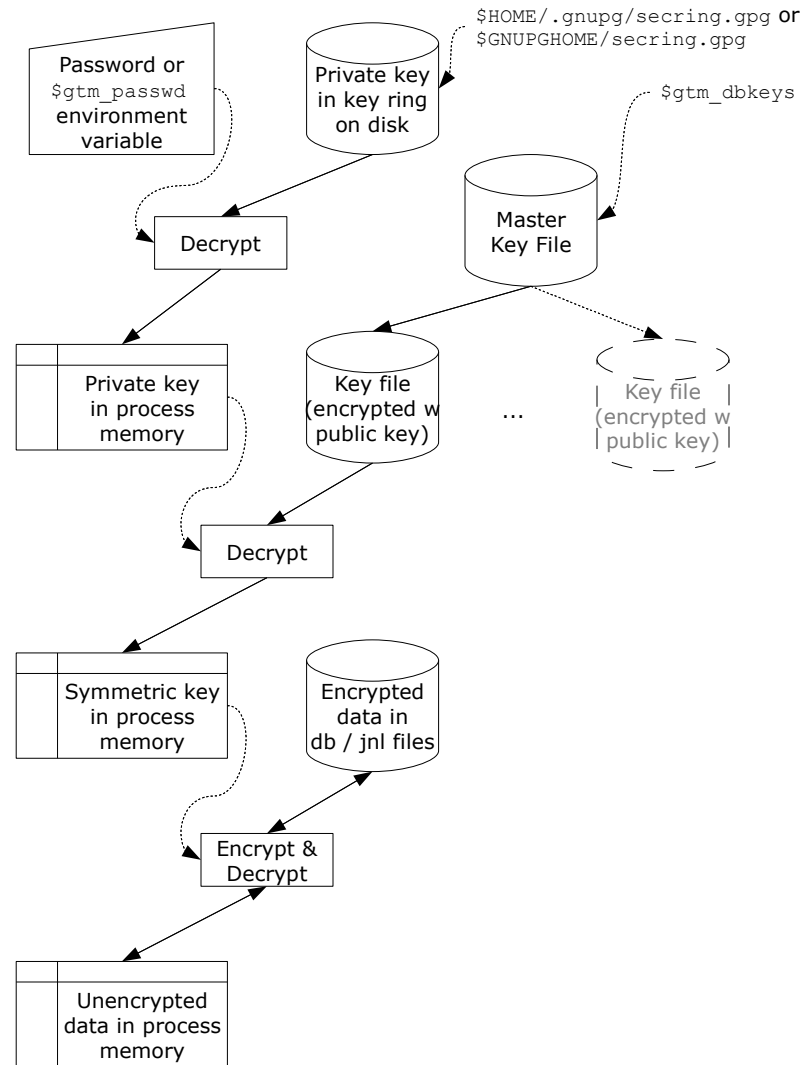 $HOME/.gnupg/secring.gpg or
$GNUPGHOME/secring.gpg
Password or
$gtm_passwd
environment
variable
Private key
in key ring
on disk
$gtm_dbkeys
Decrypt
Master
Key File
Private key
in process
memory
Key file
(encrypted w
public key)
...
Key file
(encrypted w
public key)
Decrypt
Symmetric key
in process
memory
Encrypted
data in
db / jnl files
Encrypt &
Decrypt
Unencrypted
data in process
memory